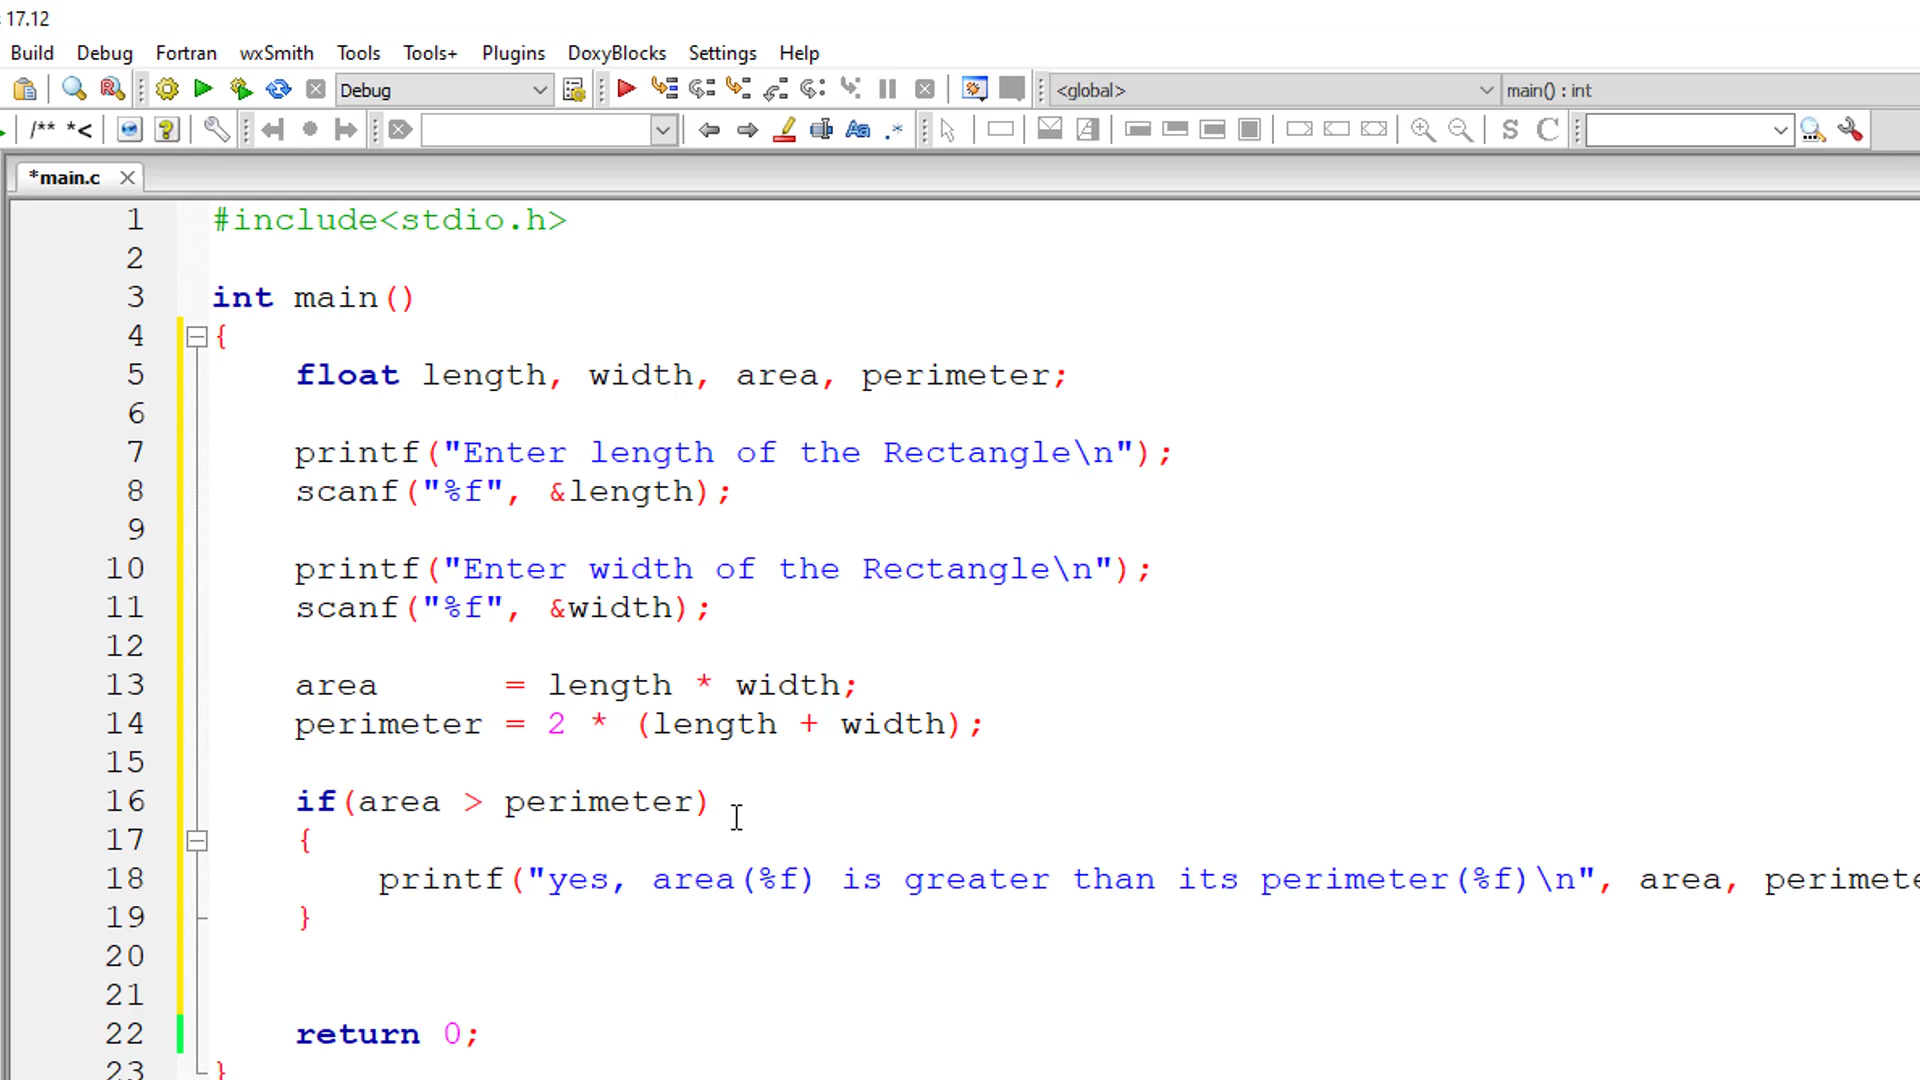 17.12
Build Debug Fortran wxSmith Tools Tools+ Plugins DoxyBlocks Settings Help
Debug <global> main() : int
/** *< Aa .* S C
*main.c
1 #include<stdio.h>
2
3 int main()
4 {
5 float length, width, area, perimeter;
6
7 printf("Enter length of the Rectangle\n");
8 scanf("%f", &length);
9
10 printf("Enter width of the Rectangle\n");
11 scanf("%f", &width);
12
13 area = length * width;
14 perimeter = 2 * (length + width);
15
16 if(area > perimeter)
17 {
18 printf("yes, area(%f) is greater than its perimeter(%f)\n", area, perimete
19 }
20
21
22 return 0;
23 }